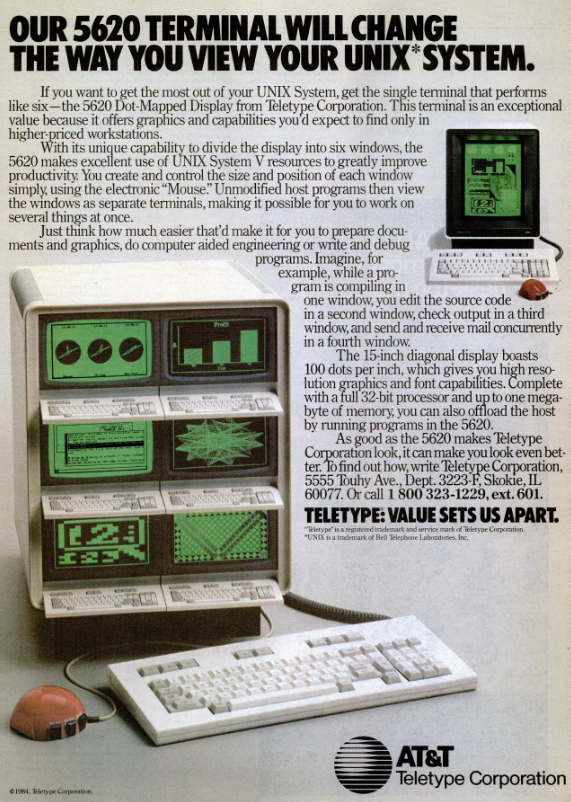 OUR 5620 TERMINAL WILL CHANGE
THE WAY YOU VIEW YOUR UNIX* SYSTEM.
If you want to get the most out of your UNIX System, get the single terminal that performs
like six—the 5620 Dot-Mapped Display from Teletype Corporation. This terminal is an exceptional
value because it offers graphics and capabilities you'd expect to find only in
higher-priced workstations.
With its unique capability to divide the display into six windows, the
5620 makes excellent use of UNIX System V resources to greatly improve
productivity. You create and control the size and position of each window
simply, using the electronic “Mouse.” Unmodified host programs then view
the windows as separate terminals, making it possible for you to work on
several things at once.
Just think how much easier that'd make it for you to prepare docu-
ments and graphics, do computer aided engineering or write and debug
programs. Imagine, for
example, while a pro-
gram is compiling in
one window, you edit the source code
in a second window, check output in a third
window, and send and receive mail concurrently
in a fourth window.
The 15-inch diagonal display boasts
100 dots per inch, which gives you high reso-
lution graphics and font capabilities. Complete
with a full 32-bit processor and up to one mega-
byte of memory, you can also offload the host
by running programs in the 5620.
As good as the 5620 makes Teletype
Corporation look, it can make you look even bet-
ter. To find out how, write Teletype Corporation,
5555 Touhy Ave., Dept. 3223-F, Skokie, IL
60077. Or call 1 800 323-1229, ext. 601.
TELETYPE: VALUE SETS US APART.
"Teletype" is a registered trademark and service mark of Teletype Corporation.
*UNIX is a trademark of Bell Telephone Laboratories, Inc.
Profit
AT&T
Teletype Corporation
©1984, Teletype Corporation.